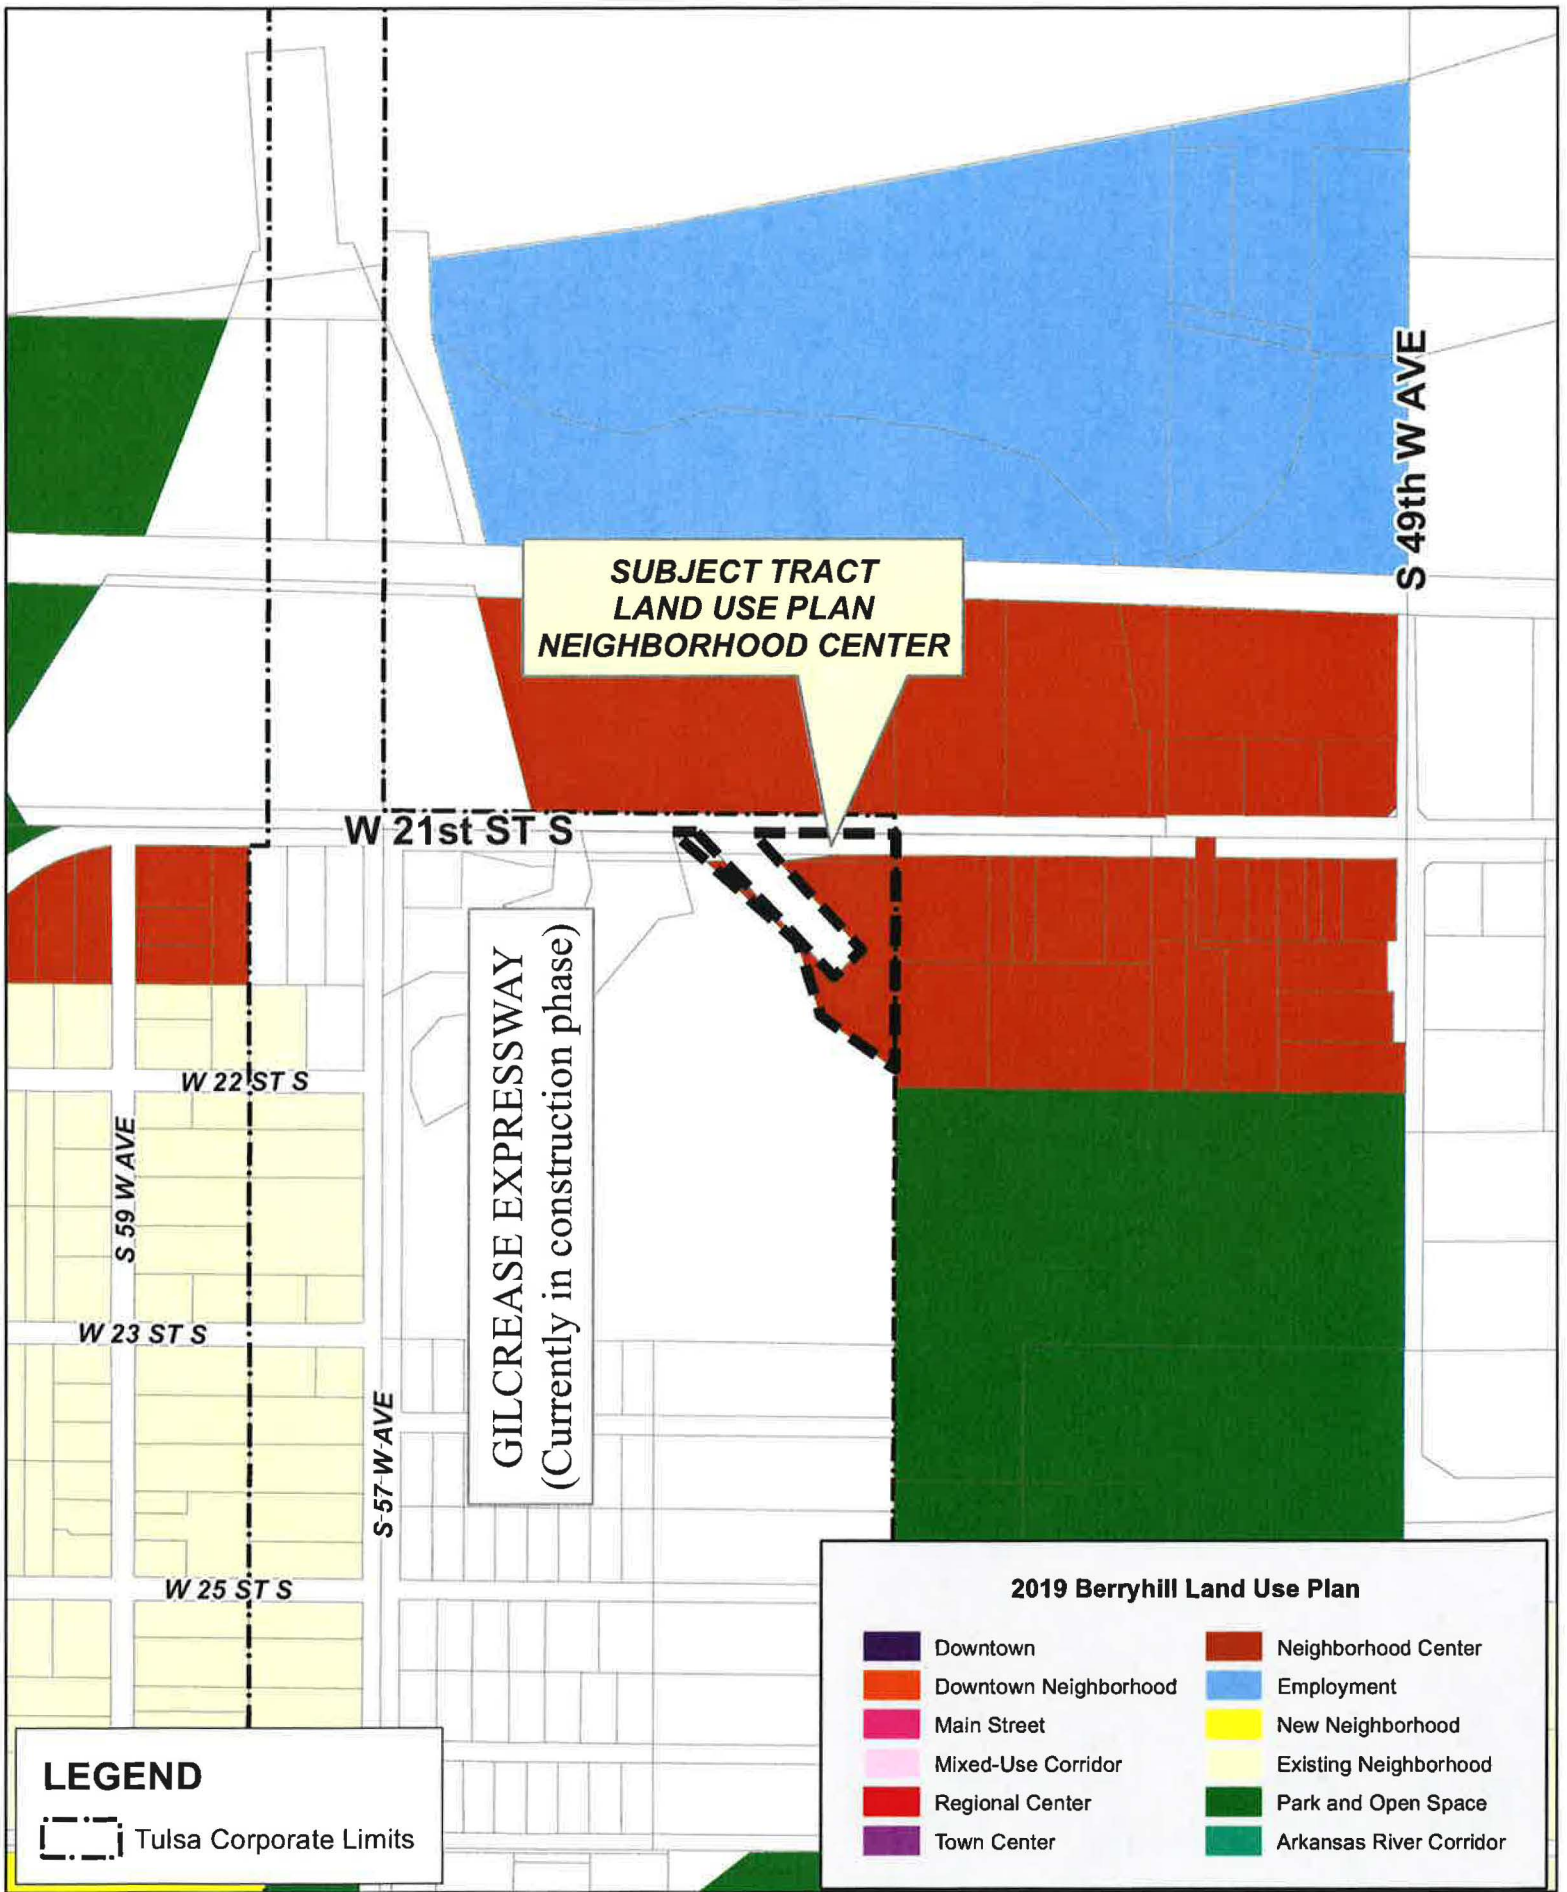 S 49th W AVE
SUBJECT TRACT
LAND USE PLAN
NEIGHBORHOOD CENTER
W 21st ST S
GILCREASE EXPRESSWAY
(Currently in construction phase)
W 22 ST S
S 59 W AVE
W 23 ST S
S 57 W AVE
W 25 ST S
LEGEND
Tulsa Corporate Limits
2019 Berryhill Land Use Plan
Downtown
Downtown Neighborhood
Main Street
Mixed-Use Corridor
Regional Center
Town Center
Neighborhood Center
Employment
New Neighborhood
Existing Neighborhood
Park and Open Space
Arkansas River Corridor